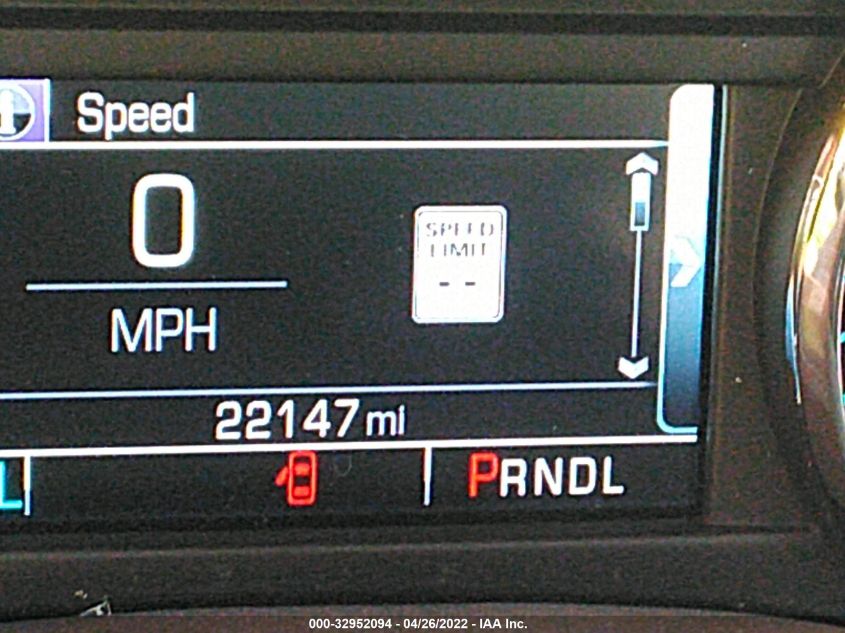 Speed
0
MPH
SPEED
LIMIT
--
22147 mi
L
PRNDL
000-32952094 - 04/26/2022 - IAA Inc.